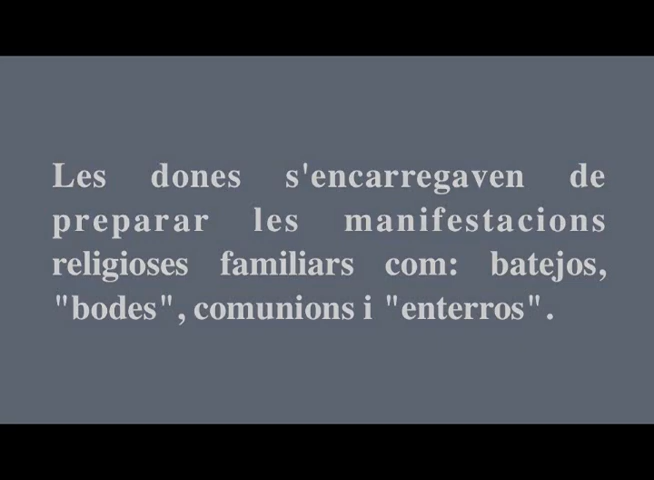 Les dones s'encarregaven de
preparar les manifestacions
religioses familiars com: batejos,
"bodes", comunions i "enterros".